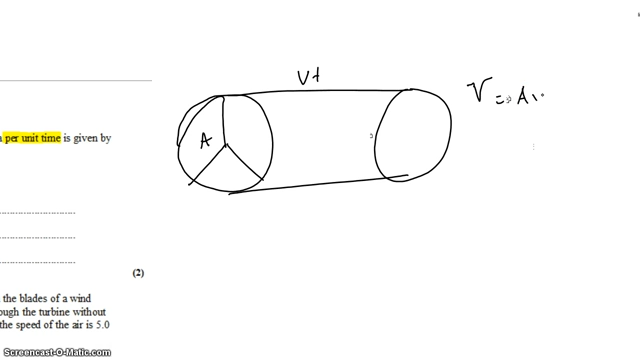 per unit time is given by
(2)
the blades of a wind
ough the turbine without
the speed of the air is 5.0
vt
A
V = Av
Screencast-O-Matic.com